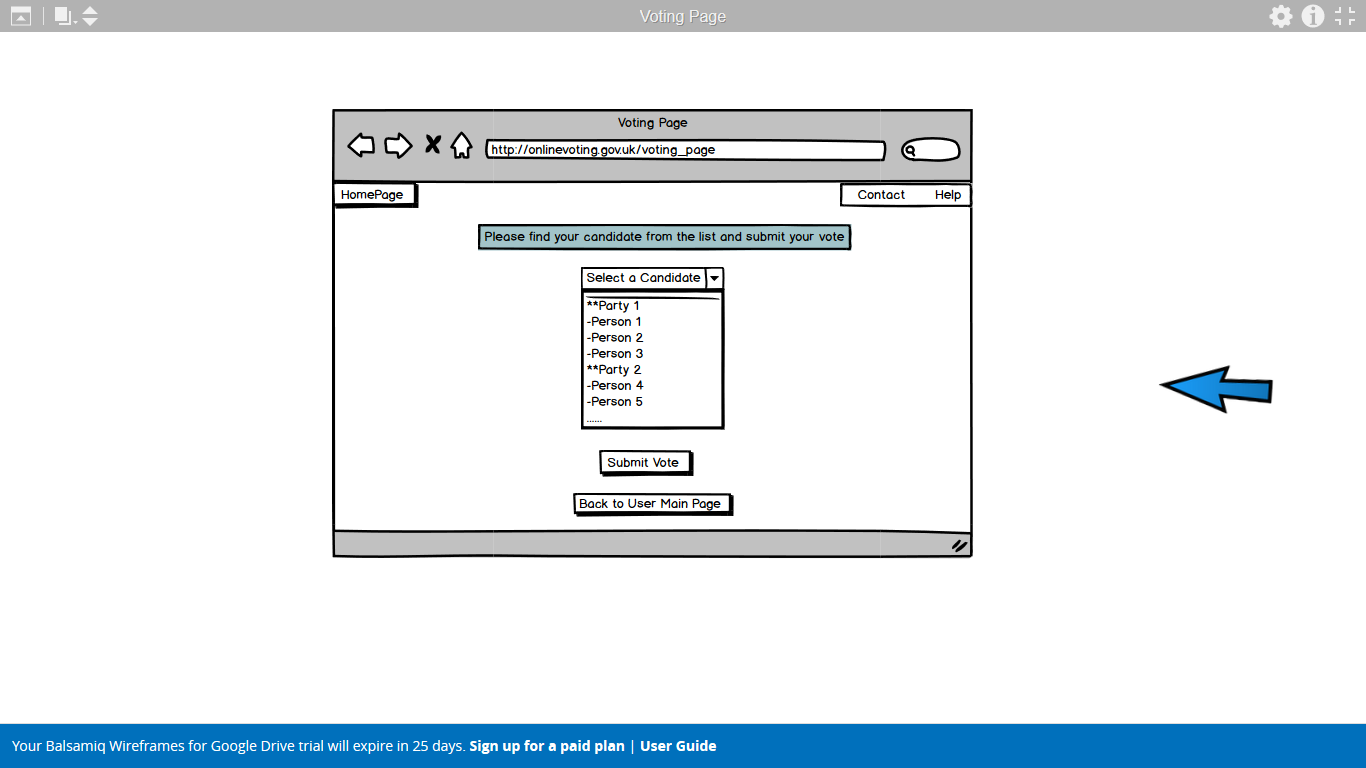 Voting Page
Voting Page
http://onlinevoting.gov.uk/voting_page
HomePage
Contact Help
Please find your candidate from the list and submit your vote
Select a Candidate
**Party 1
-Person 1
-Person 2
-Person 3
**Party 2
-Person 4
-Person 5
......
Submit Vote
Back to User Main Page
Your Balsamiq Wireframes for Google Drive trial will expire in 25 days. Sign up for a paid plan | User Guide